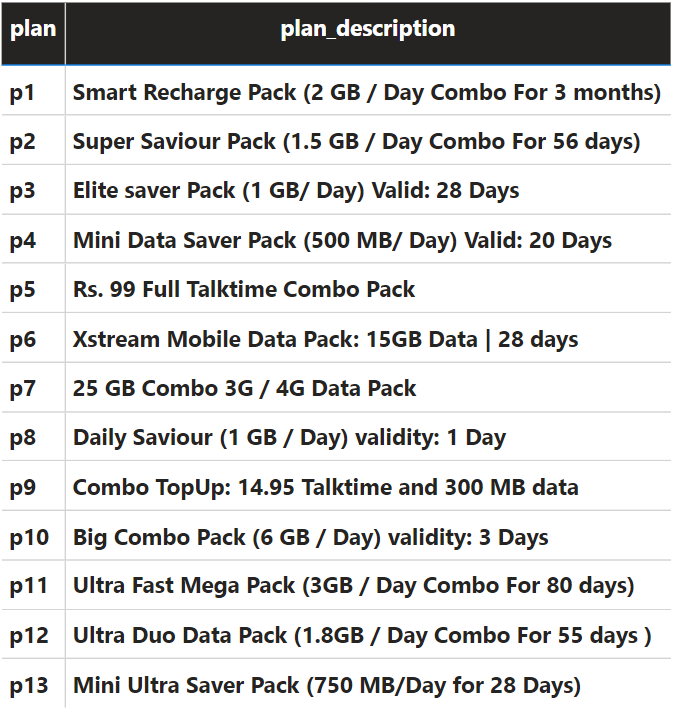 plan plan_description
p1 Smart Recharge Pack (2 GB / Day Combo For 3 months)
p2 Super Saviour Pack (1.5 GB / Day Combo For 56 days)
p3 Elite saver Pack (1 GB/ Day) Valid: 28 Days
p4 Mini Data Saver Pack (500 MB/ Day) Valid: 20 Days
p5 Rs. 99 Full Talktime Combo Pack
p6 Xstream Mobile Data Pack: 15GB Data | 28 days
p7 25 GB Combo 3G / 4G Data Pack
p8 Daily Saviour (1 GB / Day) validity: 1 Day
p9 Combo TopUp: 14.95 Talktime and 300 MB data
p10 Big Combo Pack (6 GB / Day) validity: 3 Days
p11 Ultra Fast Mega Pack (3GB / Day Combo For 80 days)
p12 Ultra Duo Data Pack (1.8GB / Day Combo For 55 days )
p13 Mini Ultra Saver Pack (750 MB/Day for 28 Days)